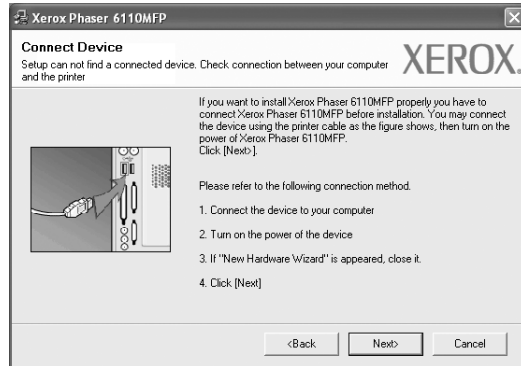 Xerox Phaser 6110MFP
Connect Device
Setup can not find a connected device. Check connection between your computer
and the printer
XEROX.
If you want to install Xerox Phaser 6110MFP properly you have to
connect Xerox Phaser 6110MFP before installation. You may connect
the device using the printer cable as the figure shows, then turn on the
power of Xerox Phaser 6110MFP.
Click [Next>].
Please refer to the following connection method.
1. Connect the device to your computer
2. Turn on the power of the device
3. If "New Hardware Wizard" is appeared, close it.
4. Click [Next]
<Back
Next>
Cancel